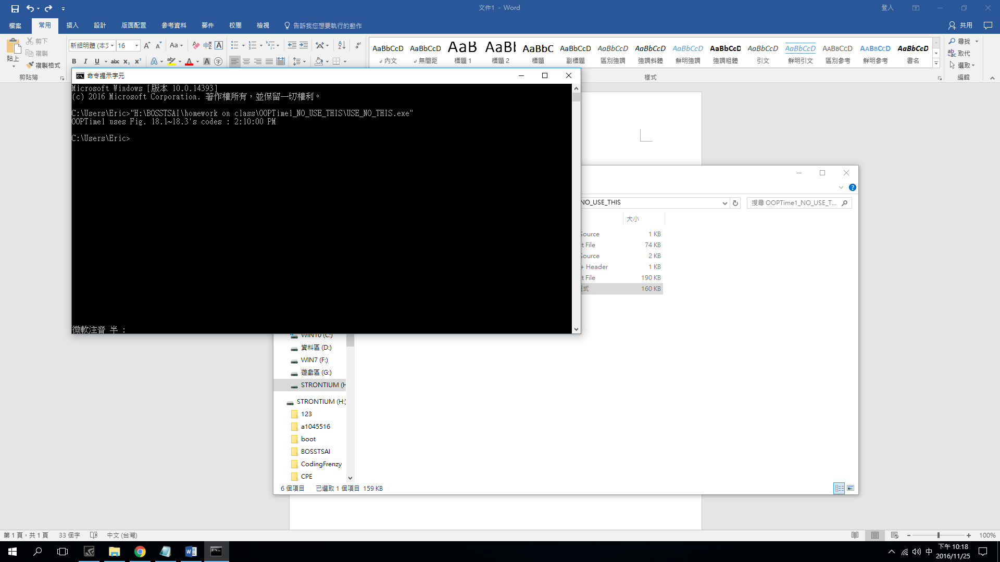 文件1 - Word
登入
檔案 常用 插入 設計 版面配置 參考資料 郵件 校閱 檢視 告訴我您想要執行的動作 共用
貼上
剪下
複製
複製格式
剪貼簿
新細明體 (本文 16
AaBbCcD 內文
AaBbCcD 無間距
AaB 標題 1
AaBl 標題 2
AaBbC 標題
AaBbCcD 副標題
AaBbCcD 區別強調
AaBbCcD 強調斜體
AaBbCcD 鮮明強調
AaBbCcD 強調粗體
AaBbCcD 引文
AaBbCcD 鮮明引文
AaBbCcD 區別參考
AaBbCcD 鮮明參考
AaBbCcD 書名
樣式
尋找
取代
選取
編輯
命令提示字元
Microsoft Windows [版本 10.0.14393]
(c) 2016 Microsoft Corporation. 著作權所有，並保留一切權利。
C:\Users\Eric>"H:\BOSSTSAI\homework on class\OOPTime1_NO_USE_THIS\USE_NO_THIS.exe"
OOPTime1 uses Fig. 18.1~18.3's codes : 2:10:00 PM
C:\Users\Eric>
微軟注音 半 :
NO_USE_THIS
搜尋 OOPTime1_NO_USE_T...
大小
Source 1 KB
t File 74 KB
Source 2 KB
+ Header 1 KB
t File 190 KB
程式 160 KB
WIN10 (C:)
資料區 (D:)
WIN7 (F:)
遊戲區 (G:)
STRONTIUM (H
STRONTIUM (H:)
123
a1045516
boot
BOSSTSAI
CodingFrenzy
CPE
6 個項目 已選取 1 個項目 159 KB
第 1 頁，共 1 頁 33 個字 中文 (台灣) 100%
中
下午 10:18
2016/11/25